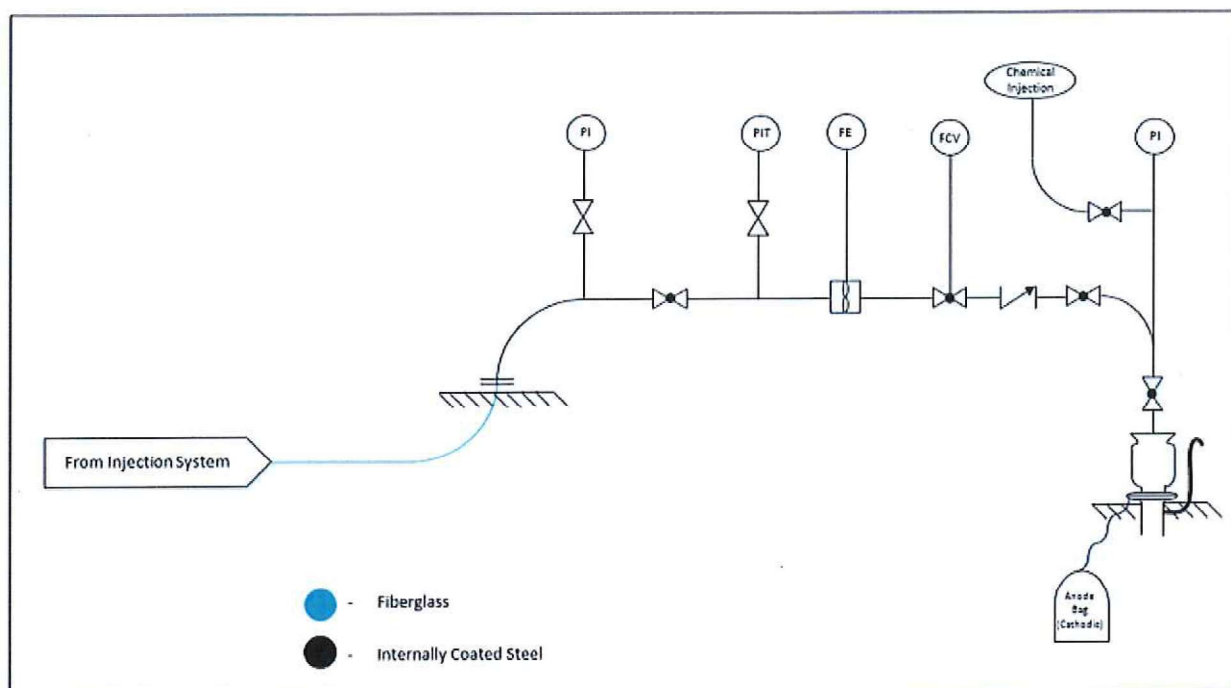 Chemical
Injection
PI
PIT
FE
FCV
PI
From Injection System
Anode
Bag
(Cathodic)
- Fiberglass
- Internally Coated Steel